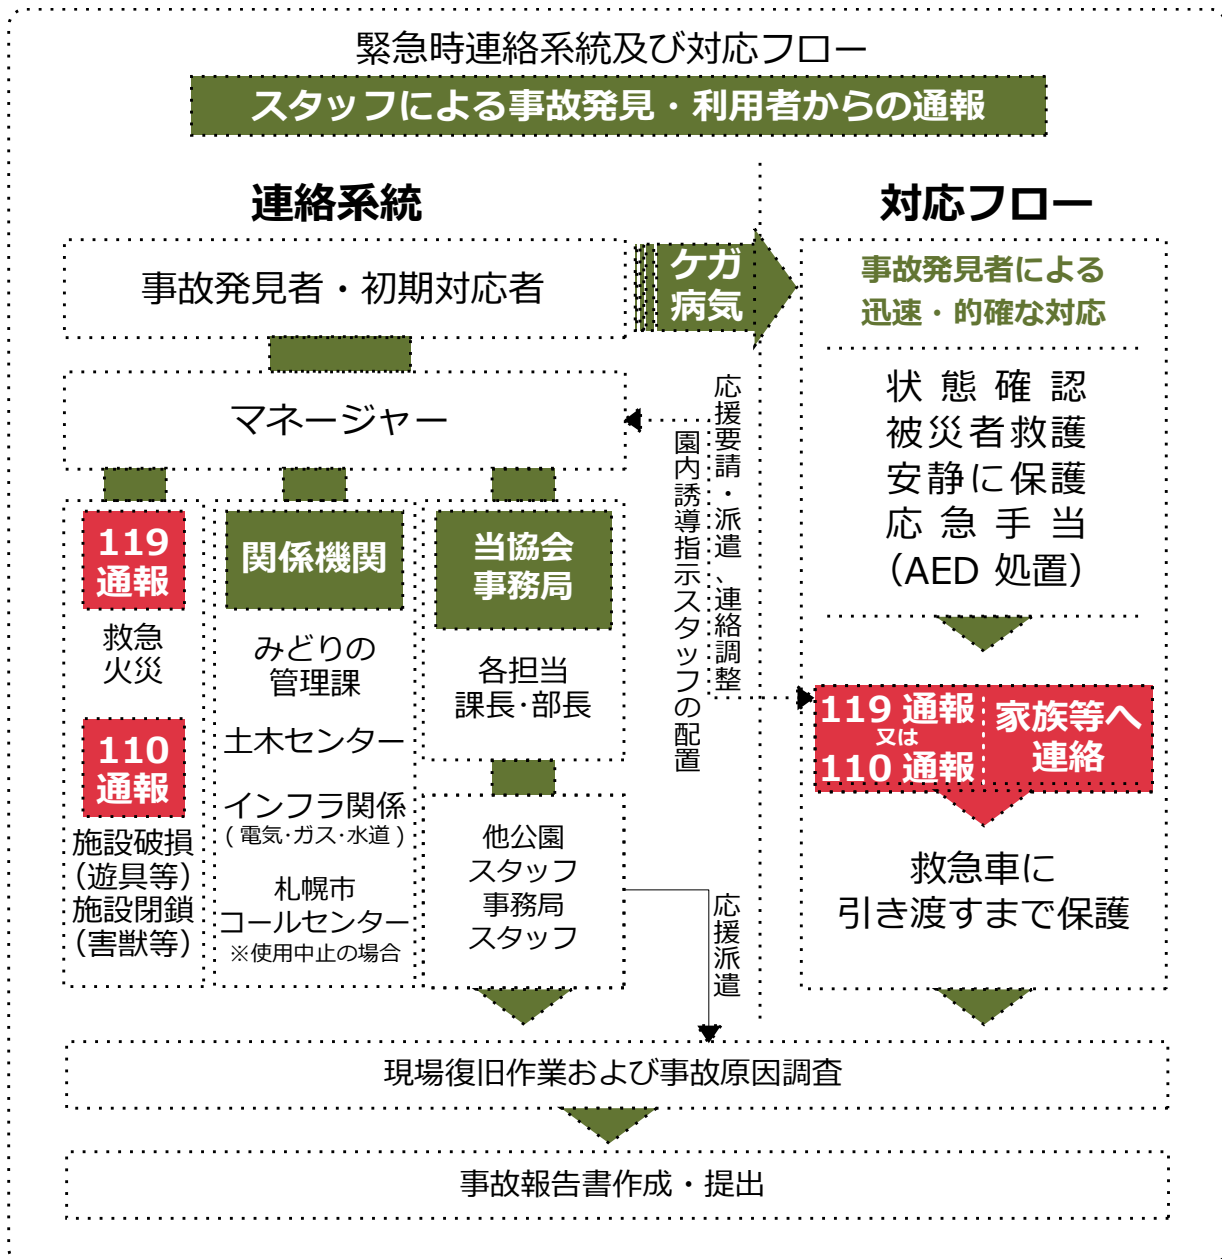 緊急時連絡系統及び対応フロー
スタッフによる事故発見・利用者からの通報
連絡系統
事故発見者・初期対応者
マネージャー
119
通報
救急
火災
110
通報
施設破損
（遊具等）
施設閉鎖
（害獣等）
関係機関
みどりの
管理課
土木センター
インフラ関係
( 電気･ガス･水道 )
札幌市
コールセンター
※使用中止の場合
当協会
事務局
各担当
課長･部長
他公園
スタッフ
事務局
スタッフ
ケガ
病気
応援要請・派遣、連絡調整
園内誘導指示スタッフの配置
応援派遣
対応フロー
事故発見者による
迅速・的確な対応
状態確認
被災者救護
安静に保護
応急手当
（AED 処置）
119 通報
又は
110 通報
家族等へ
連絡
救急車に
引き渡すまで保護
現場復旧作業および事故原因調査
事故報告書作成・提出